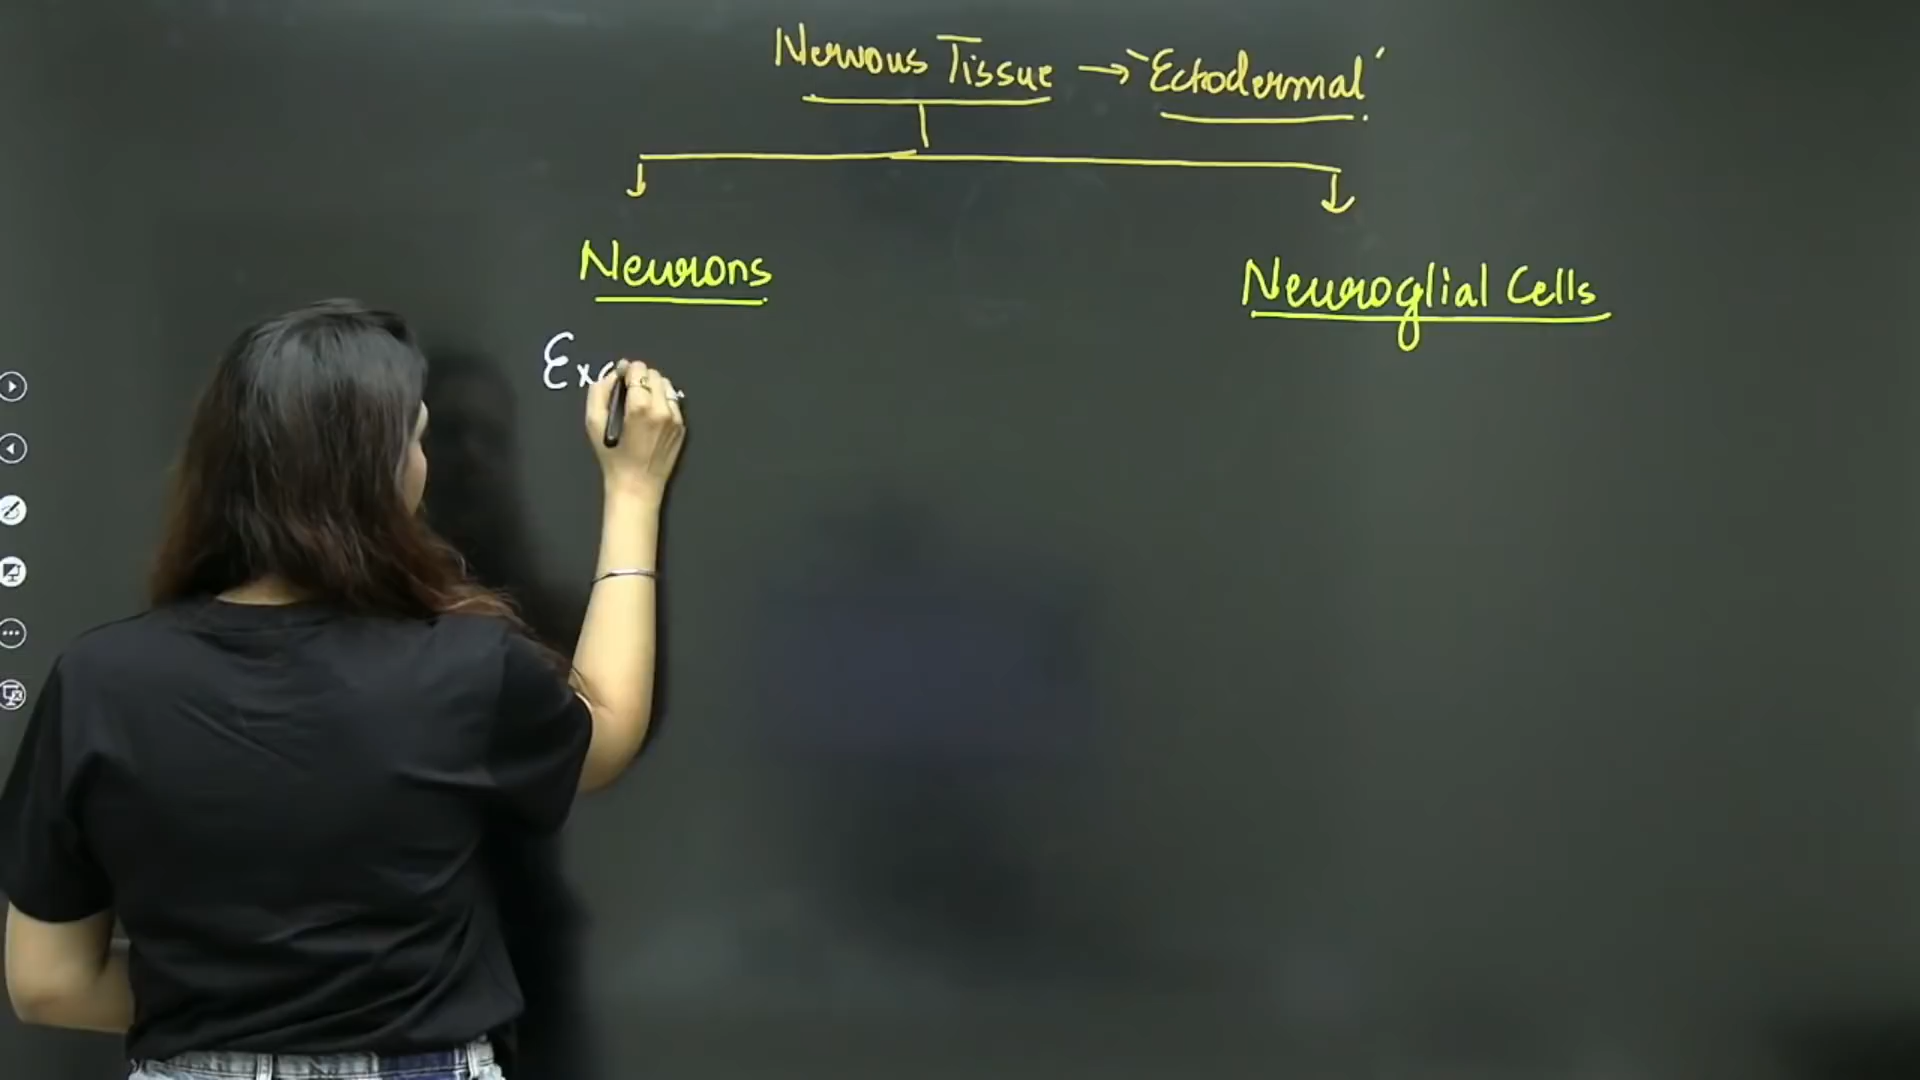 Nervous Tissue → "Ectodermal"
Neurons
Neuroglial Cells